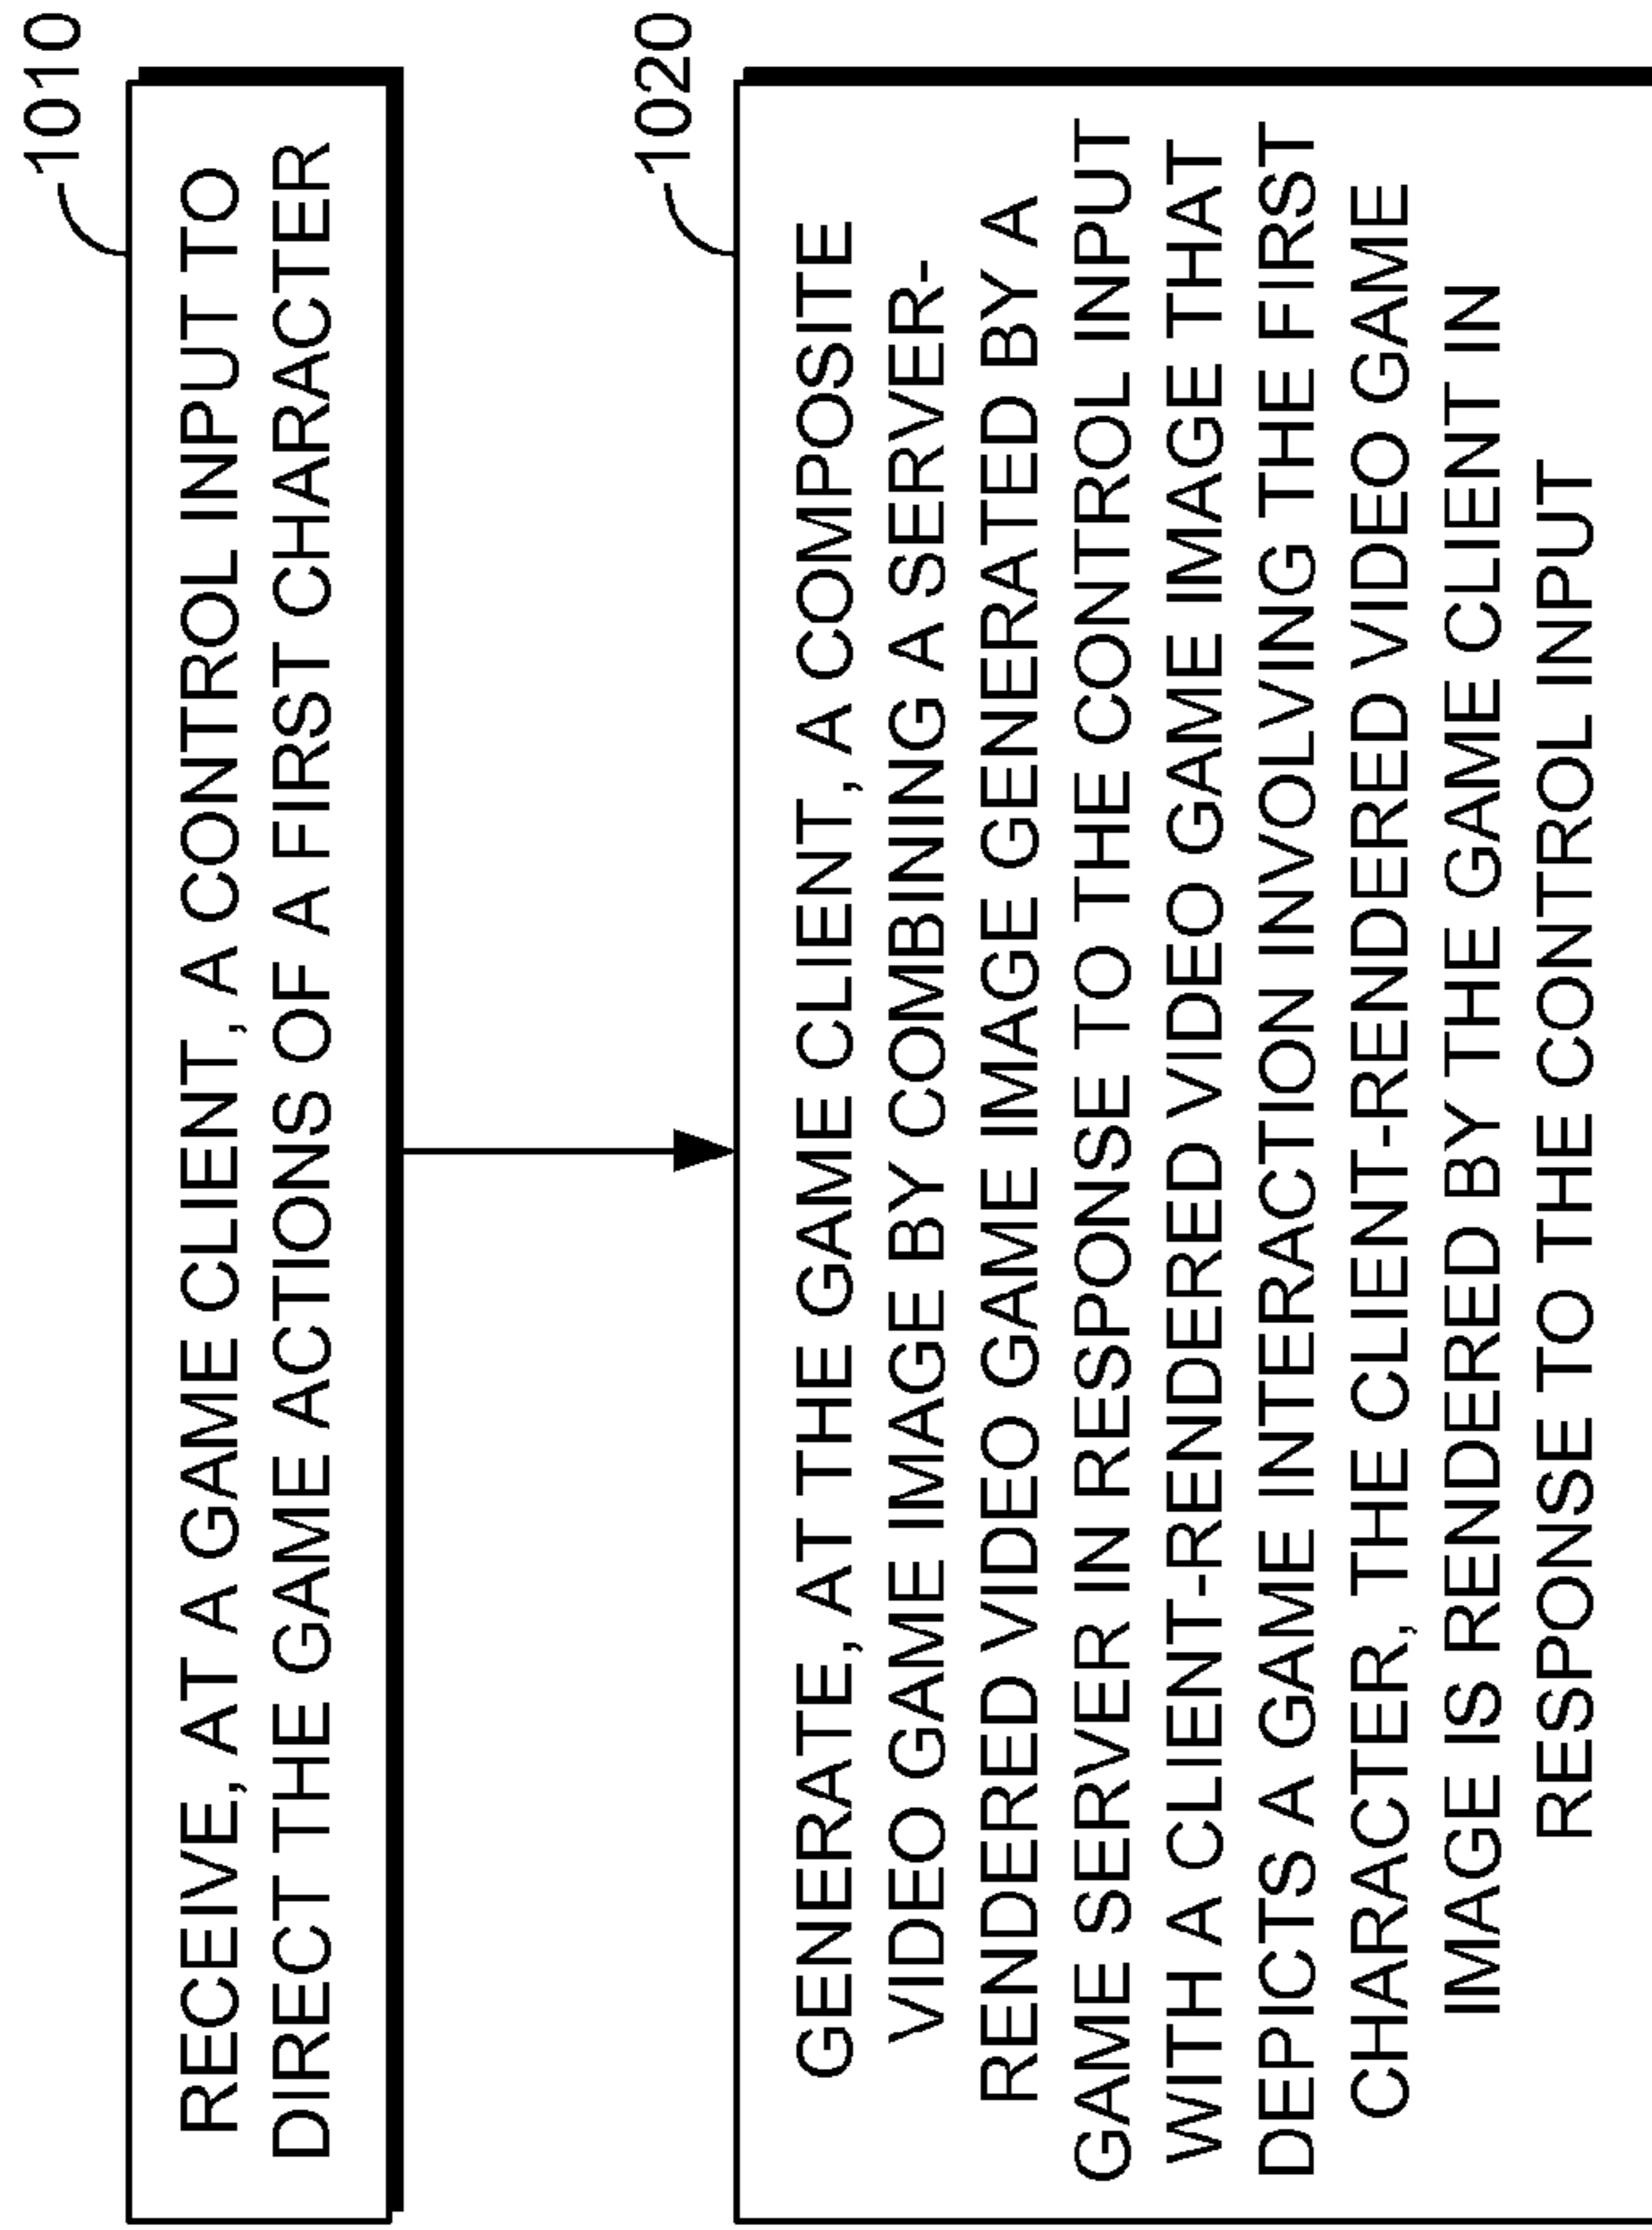 1010
RECEIVE, AT A GAME CLIENT, A CONTROL INPUT TO
DIRECT THE GAME ACTIONS OF A FIRST CHARACTER
1020
GENERATE, AT THE GAME CLIENT, A COMPOSITE
VIDEO GAME IMAGE BY COMBINING A SERVER-
RENDERED VIDEO GAME IMAGE GENERATED BY A
GAME SERVER IN RESPONSE TO THE CONTROL INPUT
WITH A CLIENT-RENDERED VIDEO GAME IMAGE THAT
DEPICTS A GAME INTERACTION INVOLVING THE FIRST
CHARACTER, THE CLIENT-RENDERED VIDEO GAME
IMAGE IS RENDERED BY THE GAME CLIENT IN
RESPONSE TO THE CONTROL INPUT